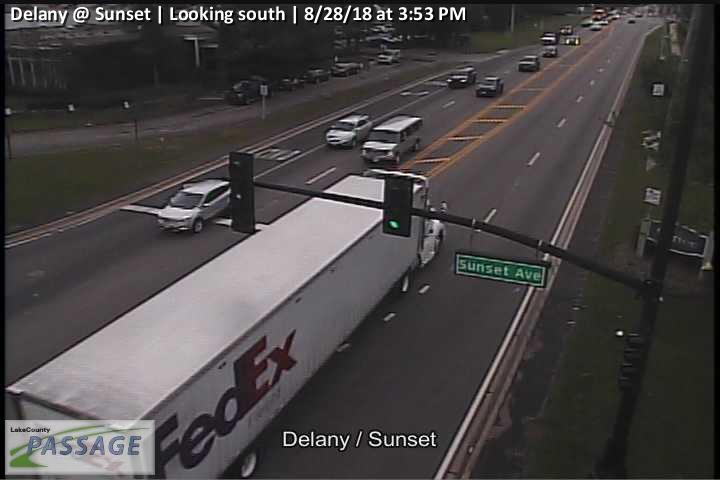 Delany @ Sunset | Looking south | 8/28/18 at 3:53 PM
Sunset Ave
FedEx
Delany / Sunset
LakeCounty
PASSAGE